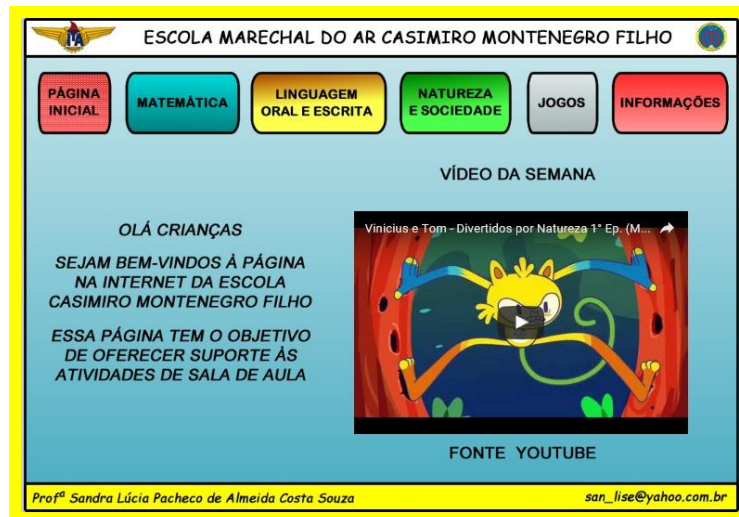 ESCOLA MARECHAL DO AR CASIMIRO MONTENEGRO FILHO
PÁGINA
INICIAL
MATEMÁTICA
LINGUAGEM
ORAL E ESCRITA
NATUREZA
E SOCIEDADE
JOGOS
INFORMAÇÕES
OLÁ CRIANÇAS
SEJAM BEM-VINDOS À PÁGINA
NA INTERNET DA ESCOLA
CASIMIRO MONTENEGRO FILHO
ESSA PÁGINA TEM O OBJETIVO
DE OFERECER SUPORTE ÀS
ATIVIDADES DE SALA DE AULA
VÍDEO DA SEMANA
Vinicius e Tom - Divertidos por Natureza 1° Ep. (M...
FONTE YOUTUBE
Profª Sandra Lúcia Pacheco de Almeida Costa Souza
san_lise@yahoo.com.br